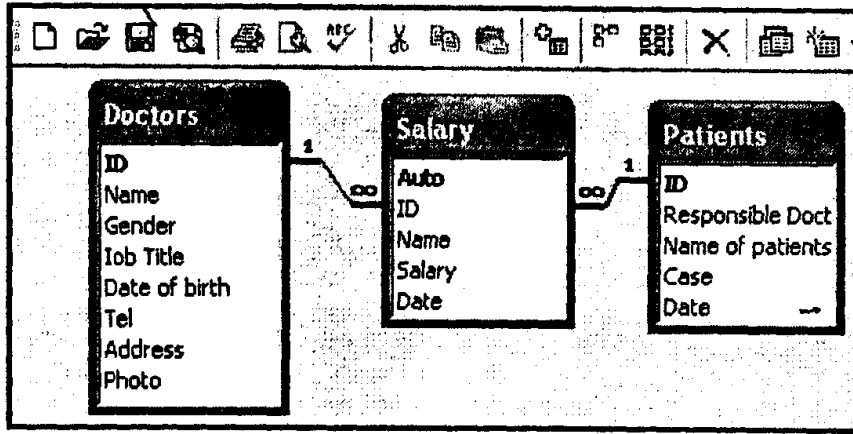 ABC
Doctors
ID
Name
Gender
Iob Title
Date of birth
Tel
Address
Photo
1
∞
Salary
Auto
ID
Name
Salary
Date
∞
1
Patients
ID
Responsible Doct
Name of patients
Case
Date